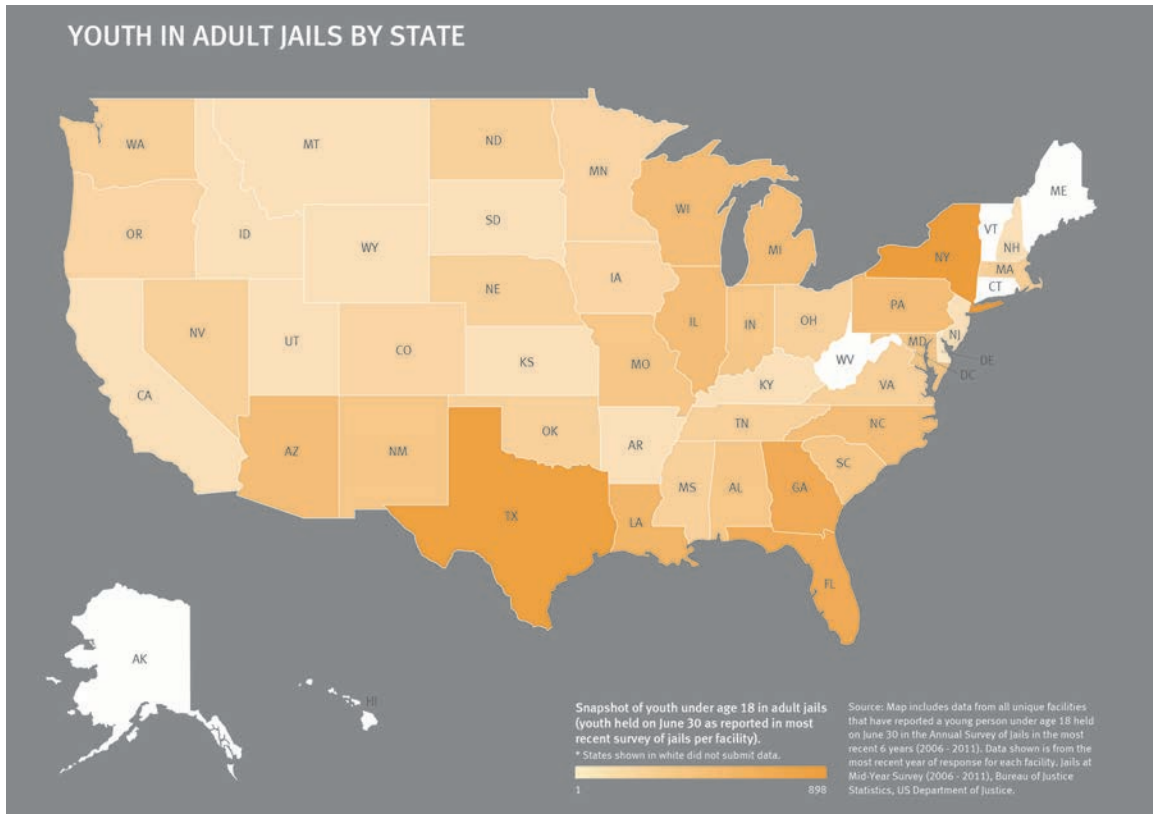 YOUTH IN ADULT JAILS BY STATE
WA
MT
ND
MN
ME
OR
ID
SD
WI
VT
NH
WY
MI
NY
MA
IA
CT
NE
NV
IL
IN
OH
PA
NJ
UT
CO
MD
DE
KS
MO
WV
DC
CA
KY
VA
NC
OK
TN
AZ
NM
AR
SC
MS
AL
GA
TX
LA
FL
AK
HI
Snapshot of youth under age 18 in adult jails
(youth held on June 30 as reported in most
recent survey of jails per facility).
* States shown in white did not submit data.
1
898
Source: Map includes data from all unique facilities
that have reported a young person under age 18 held
on June 30 in the Annual Survey of Jails in the most
recent 6 years (2006 - 2011). Data shown is from the
most recent year of response for each facility. Jails at
Mid-Year Survey (2006 - 2011), Bureau of Justice
Statistics, US Department of Justice.